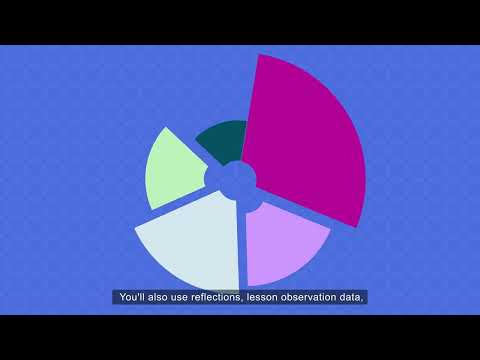 You'll also use reflections, lesson observation data,